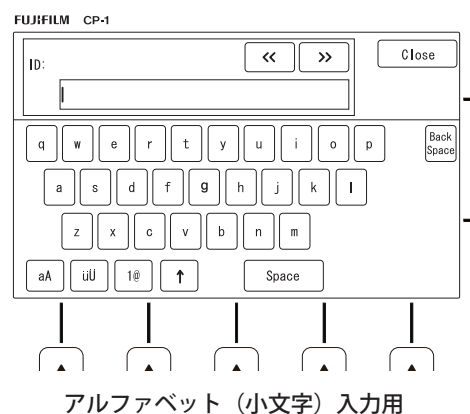 FUJIFILM CP-1
ID: << >> Close
q w e r t y u i o p Back Space
a s d f g h j k l
z x c v b n m
aA üÜ 1@ ↑ Space
アルファベット（小文字）入力用